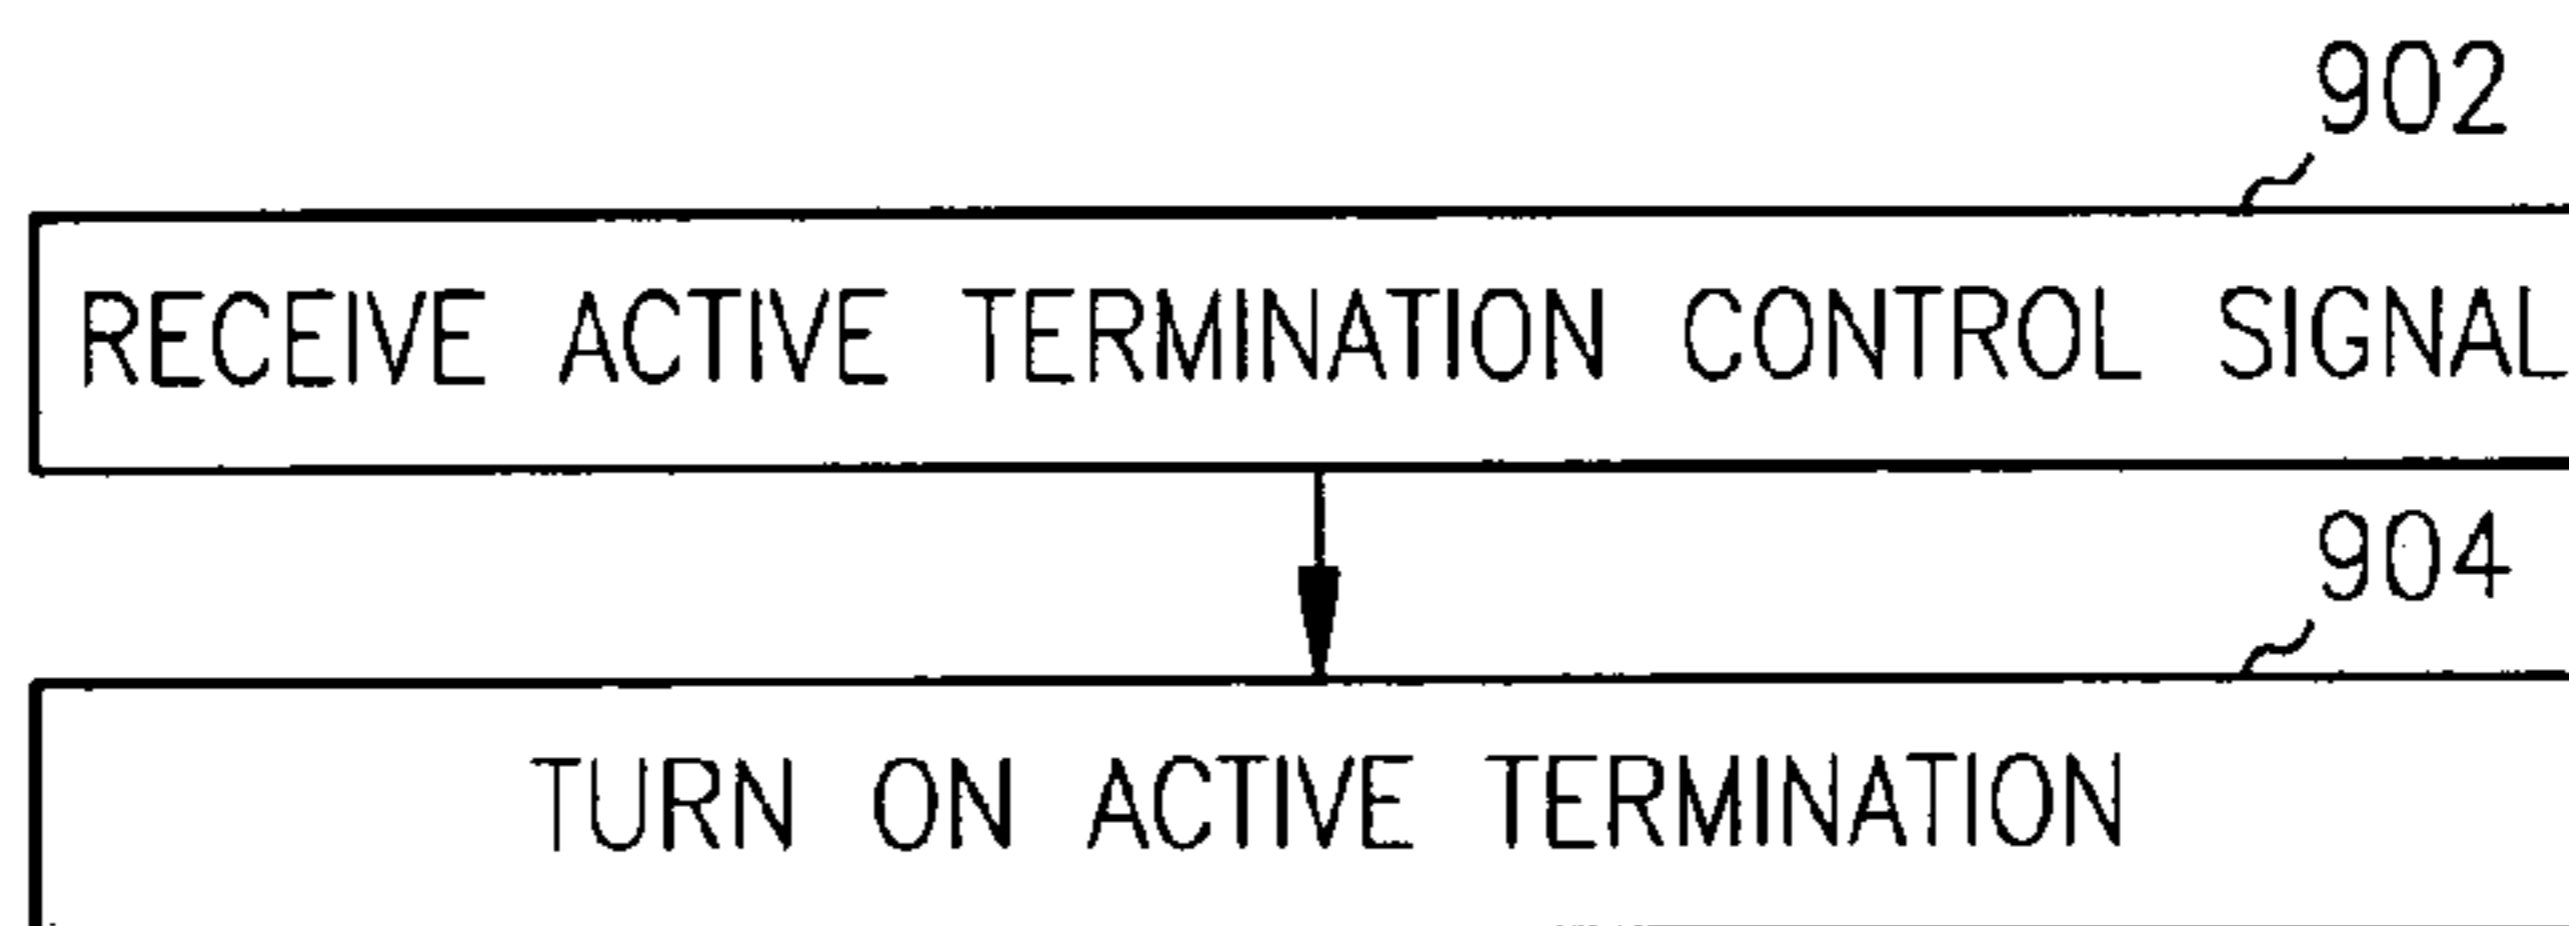 902
RECEIVE ACTIVE TERMINATION CONTROL SIGNAL
904
TURN ON ACTIVE TERMINATION